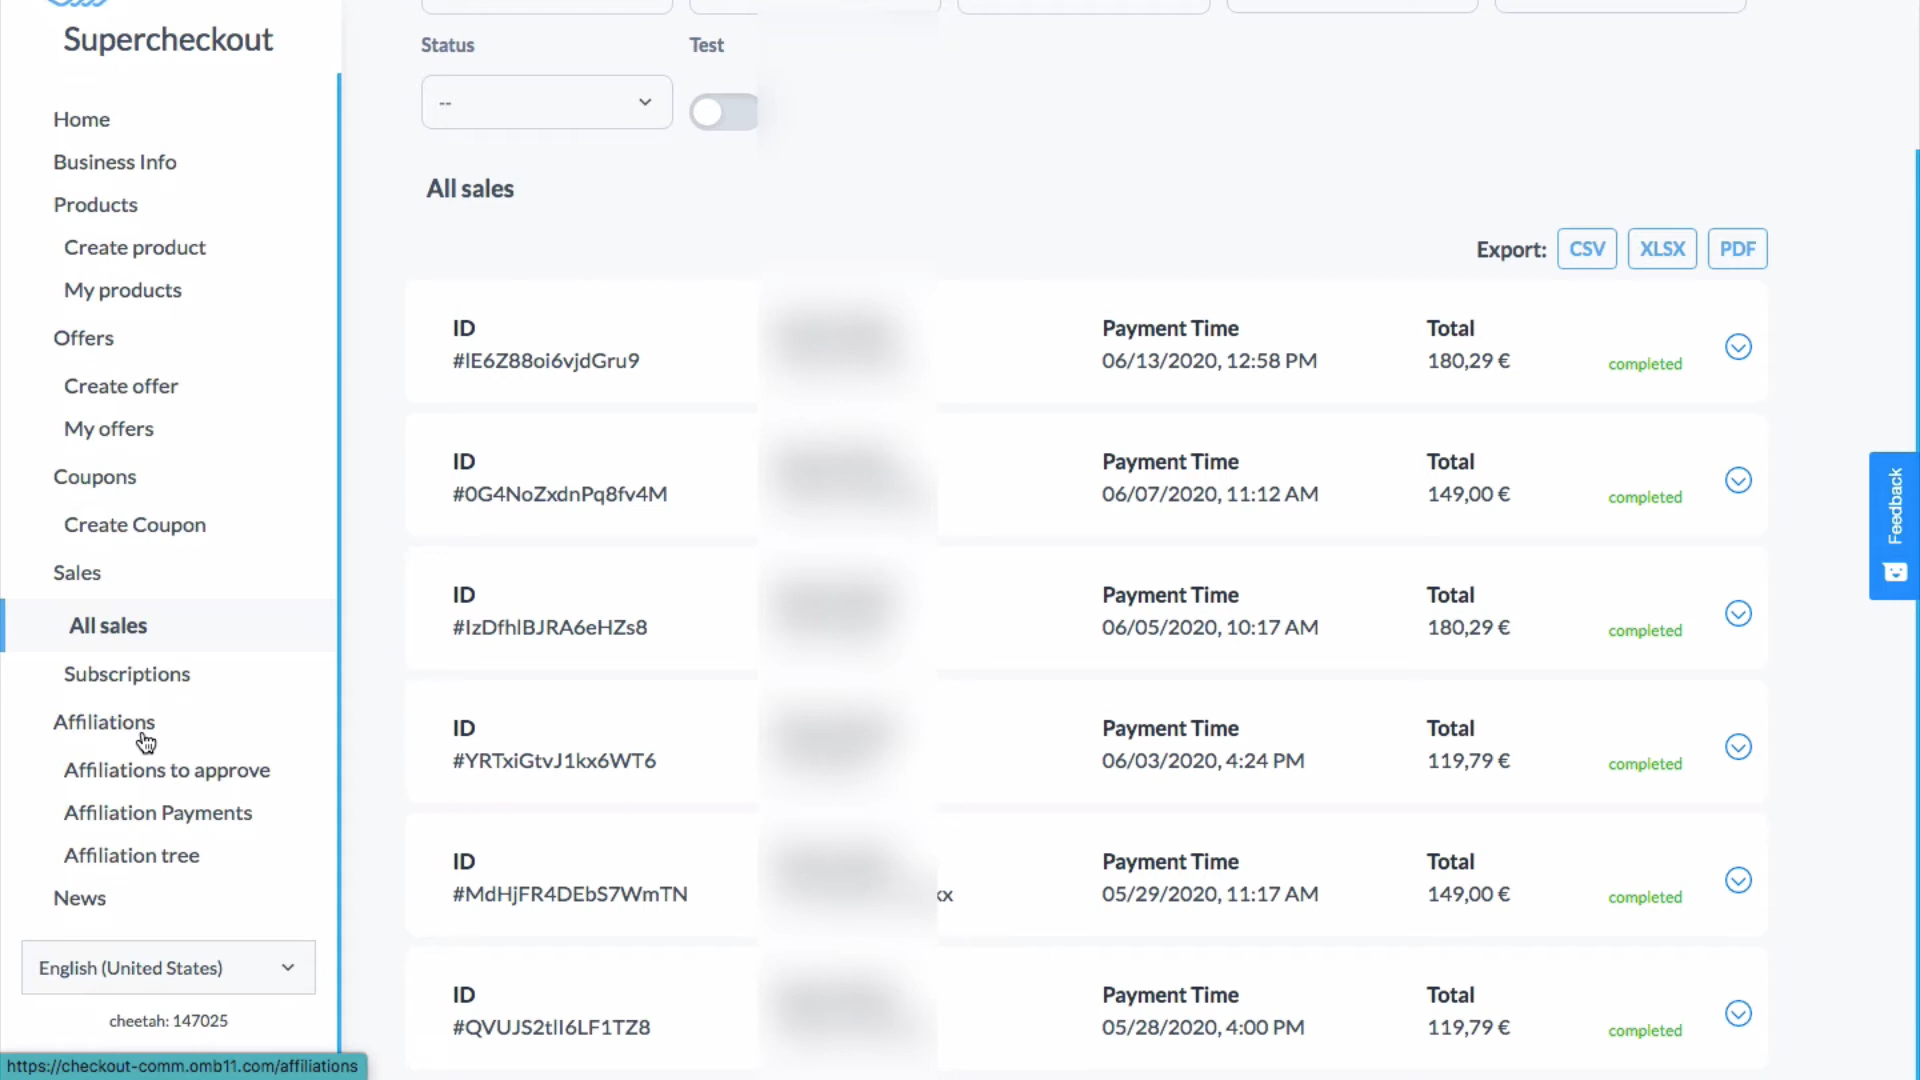 Supercheckout
Home
Business Info
Products
Create product
My products
Offers
Create offer
My offers
Coupons
Create Coupon
Sales
All sales
Subscriptions
Affiliations
Affiliations to approve
Affiliation Payments
Affiliation tree
News
English (United States)
cheetah: 147025
https://checkout-comm.omb11.com/affiliations
Status Test
--
All sales
Export: CSV XLSX PDF
ID Payment Time Total
#lE6Z88oi6vjdGru9 06/13/2020, 12:58 PM 180,29 € completed
ID Payment Time Total
#0G4NoZxdnPq8fv4M 06/07/2020, 11:12 AM 149,00 € completed
ID Payment Time Total
#IzDfhlBJRA6eHZs8 06/05/2020, 10:17 AM 180,29 € completed
ID Payment Time Total
#YRTxiGtvJ1kx6WT6 06/03/2020, 4:24 PM 119,79 € completed
ID Payment Time Total
#MdHjFR4DEbS7WmTN 05/29/2020, 11:17 AM 149,00 € completed
ID Payment Time Total
#QVUJS2tlI6LF1TZ8 05/28/2020, 4:00 PM 119,79 € completed
Feedback